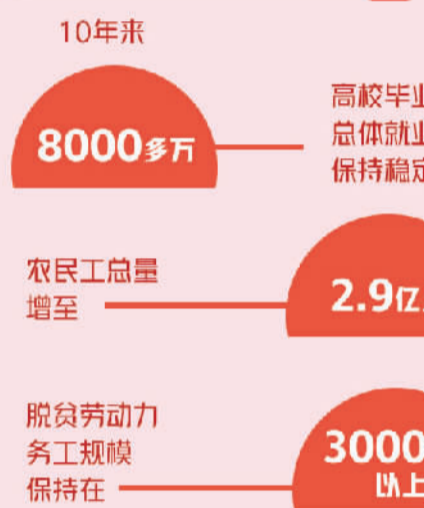 10年来
8000多万
高校毕业
总体就业
保持稳定
农民工总量
增至
2.9亿
脱贫劳动力
务工规模
保持在
3000
以上